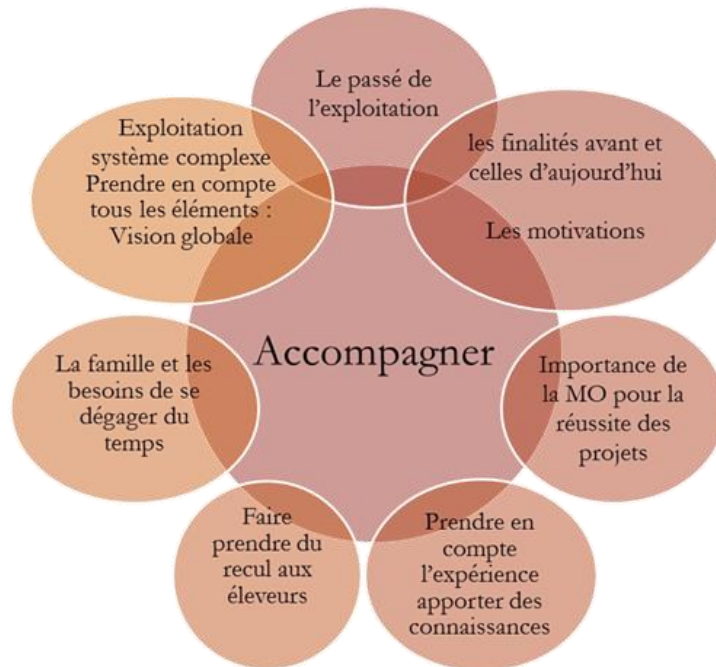 Le passé de
l'exploitation
les finalités avant et
celles d'aujourd'hui
Les motivations
Importance de
la MO pour la
réussite des
projets
Prendre en
compte
l'expérience
apporter des
connaissances
Faire
prendre du
recul aux
éleveurs
La famille et les
besoins de se
dégager du
temps
Exploitation
système complexe
Prendre en compte
tous les éléments :
Vision globale
Accompagner